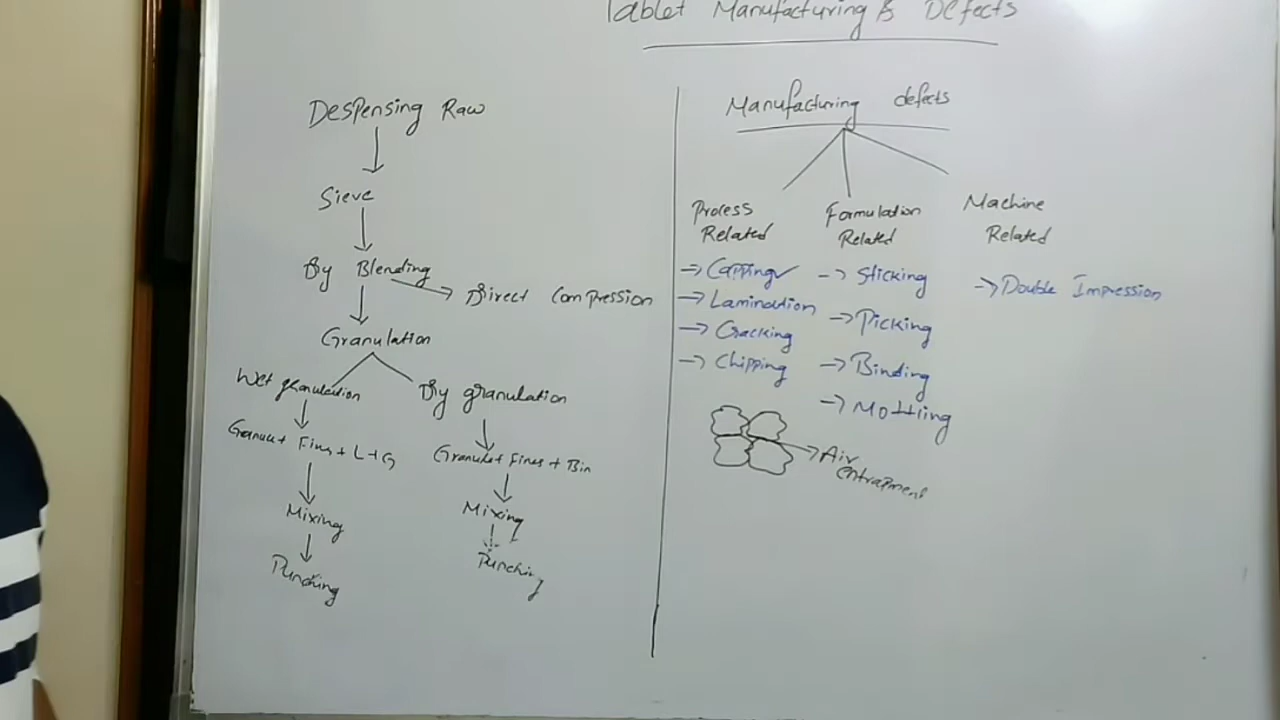 Tablet Manufacturing & Defects
Despensing Raw
Sieve
Dry Blending
Direct Compression
Granulation
Wet granulation
Dry granulation
Fines + L + G
Granules + Fines + Bin
Mixing
Mixing
Punching
Punching
Manufacturing defects
Process
Related
→ Capping ✓
→ Lamination
→ Cracking
→ Chipping
Formulation
Related
→ Sticking
→ Picking
→ Binding
→ Mottling
Machine
Related
→ Double Impression
→ Air
entrapment